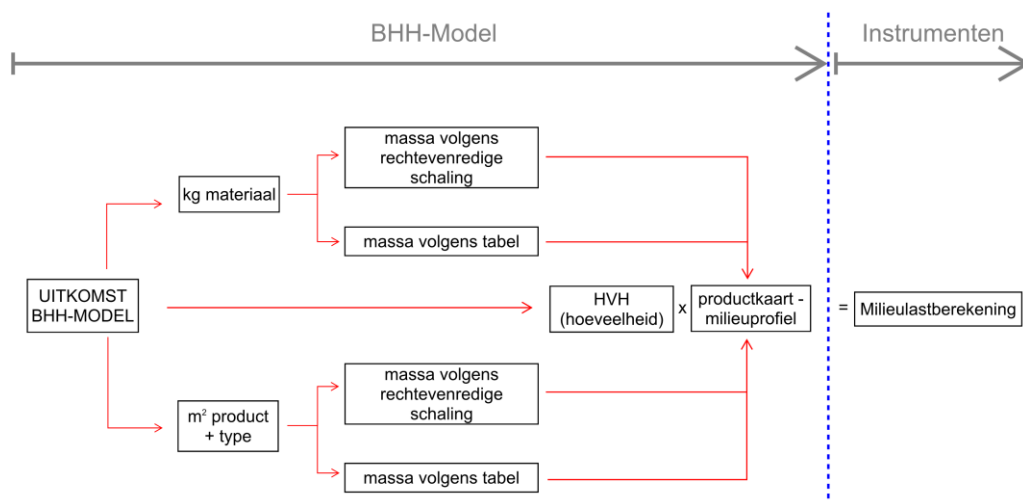 BHH-Model
Instrumenten
massa volgens
rechtevenredige
schaling
kg materiaal
massa volgens tabel
UITKOMST
BHH-MODEL
HVH
(hoeveelheid)
x
productkaart -
milieuprofiel
=
Milieulastberekening
massa volgens
rechtevenredige
schaling
m² product
+ type
massa volgens tabel